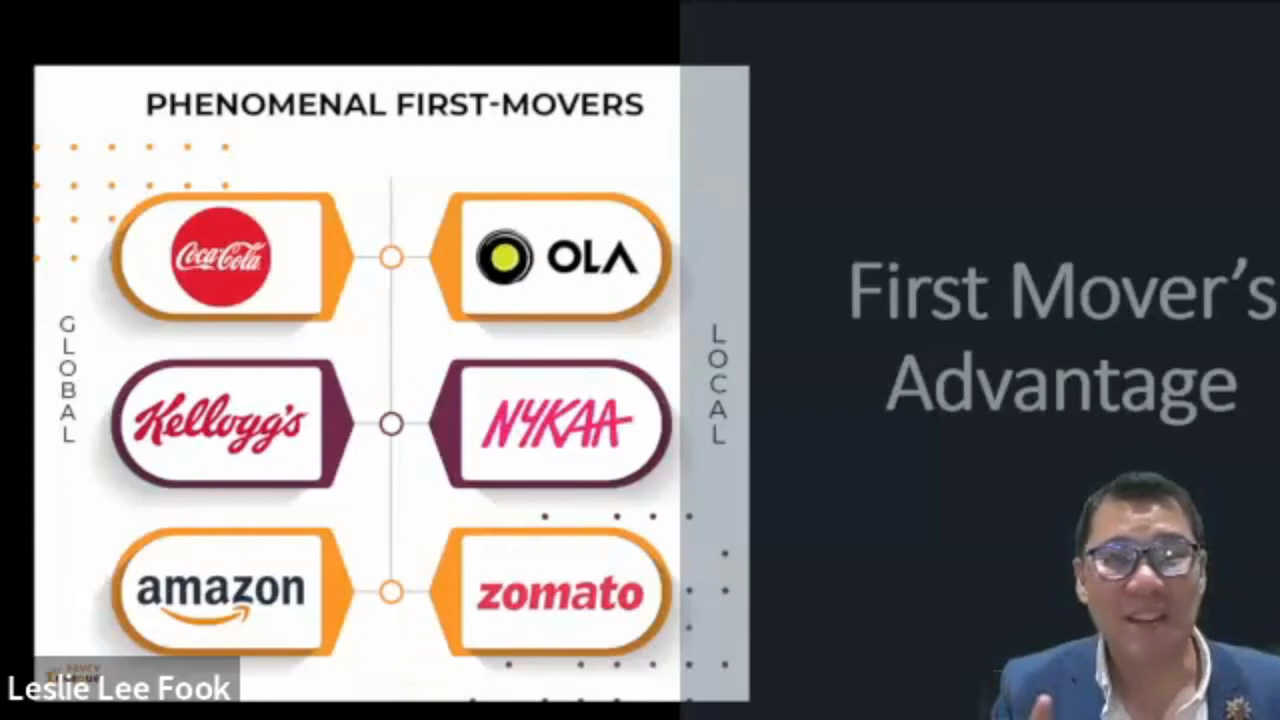 PHENOMENAL FIRST-MOVERS
GLOBAL
LOCAL
Coca-Cola
OLA
Kellogg's
NYKAA
amazon
zomato
First Mover's
Advantage
Leslie Lee Fook